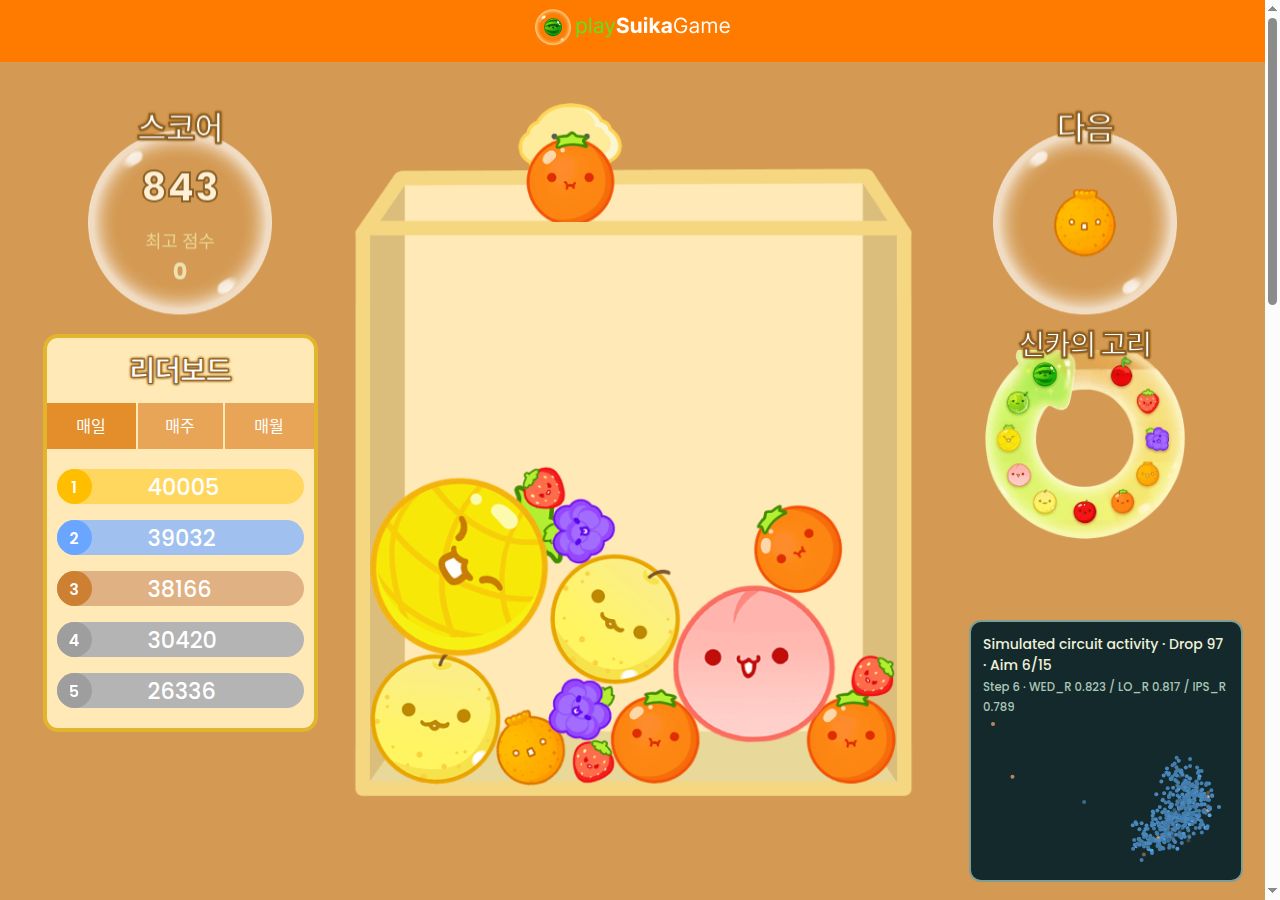 playSuikaGame
스코어
843
최고 점수
0
리더보드
매일 매주 매월
1 40005
2 39032
3 38166
4 30420
5 26336
다음
신카의 고리
Simulated circuit activity · Drop 97
· Aim 6/15
Step 6 · WED_R 0.823 / LO_R 0.817 / IPS_R
0.789